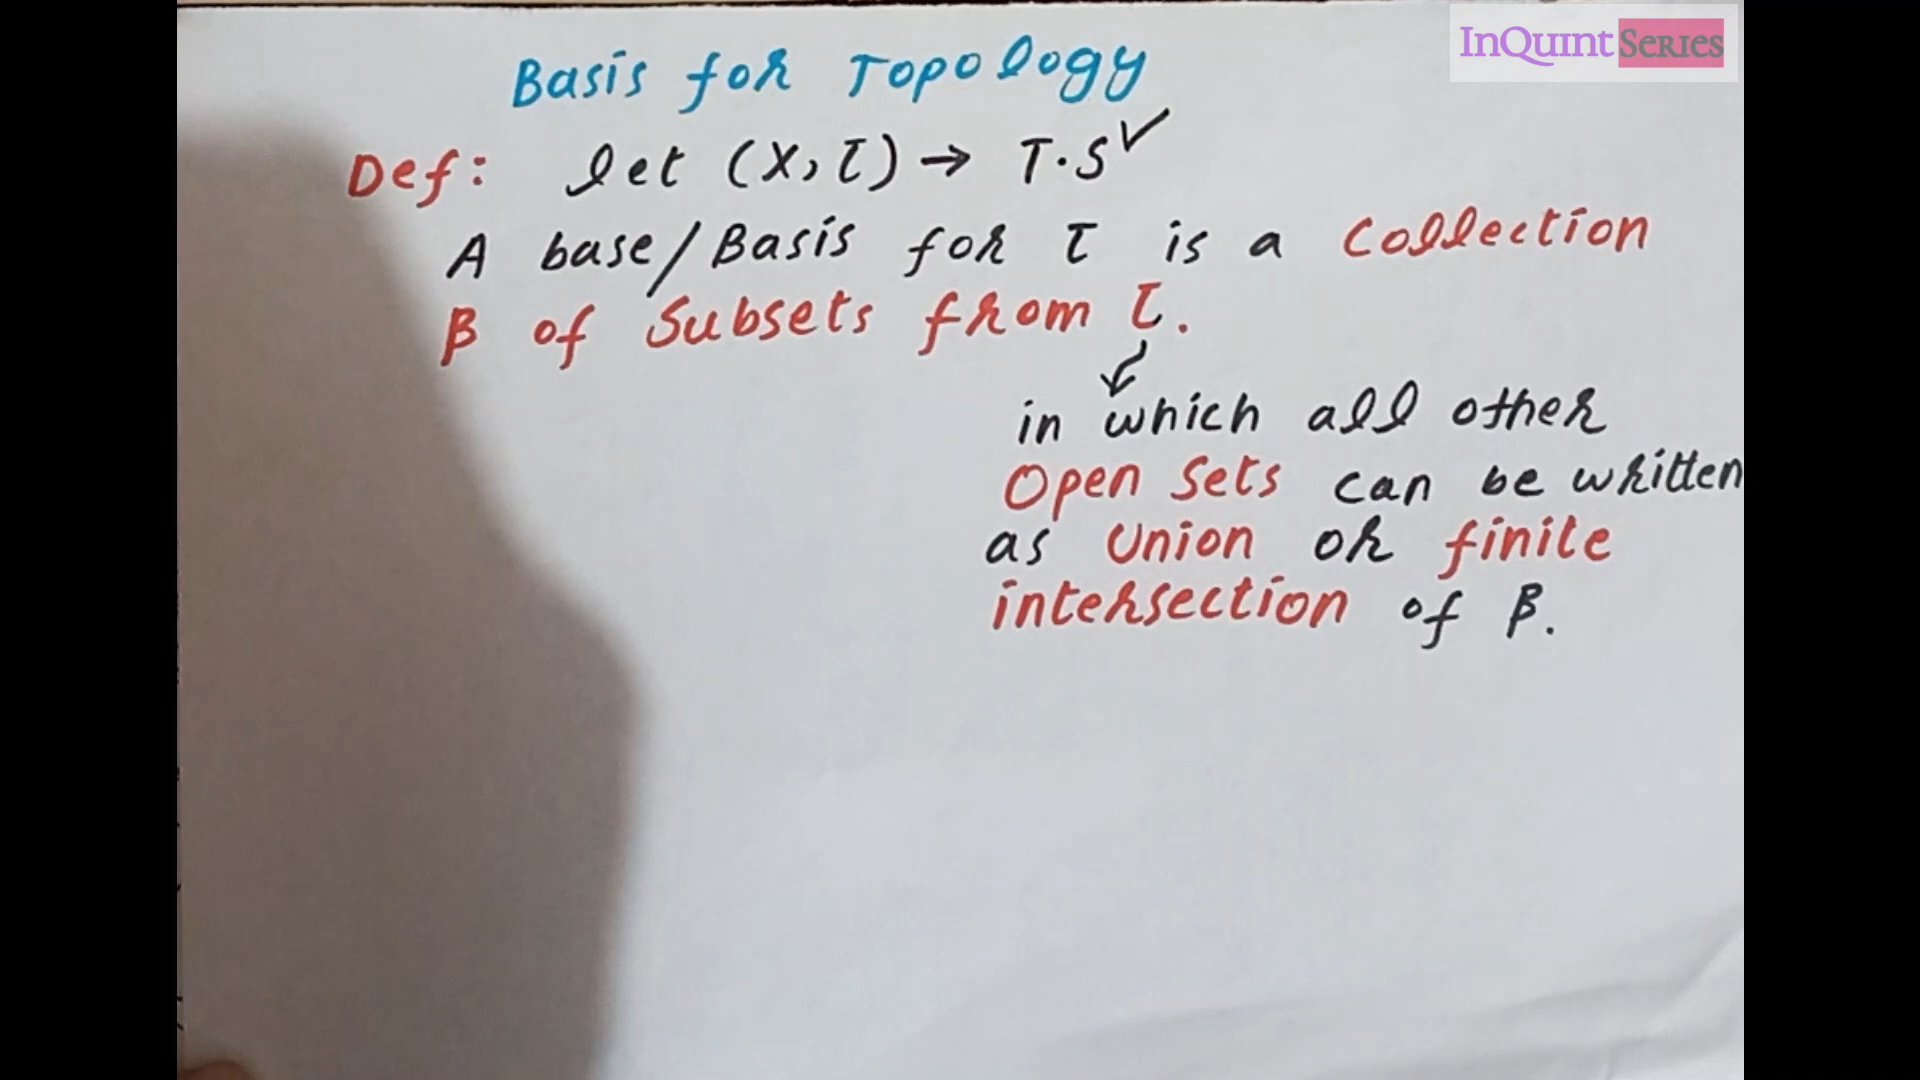 InQuint Series
Basis for Topology
Def: let (X, τ) → T.S ✓
A base/Basis for τ is a Collection
β of Subsets from τ.
in which all other
Open Sets can be written
as Union or finite
intersection of β.